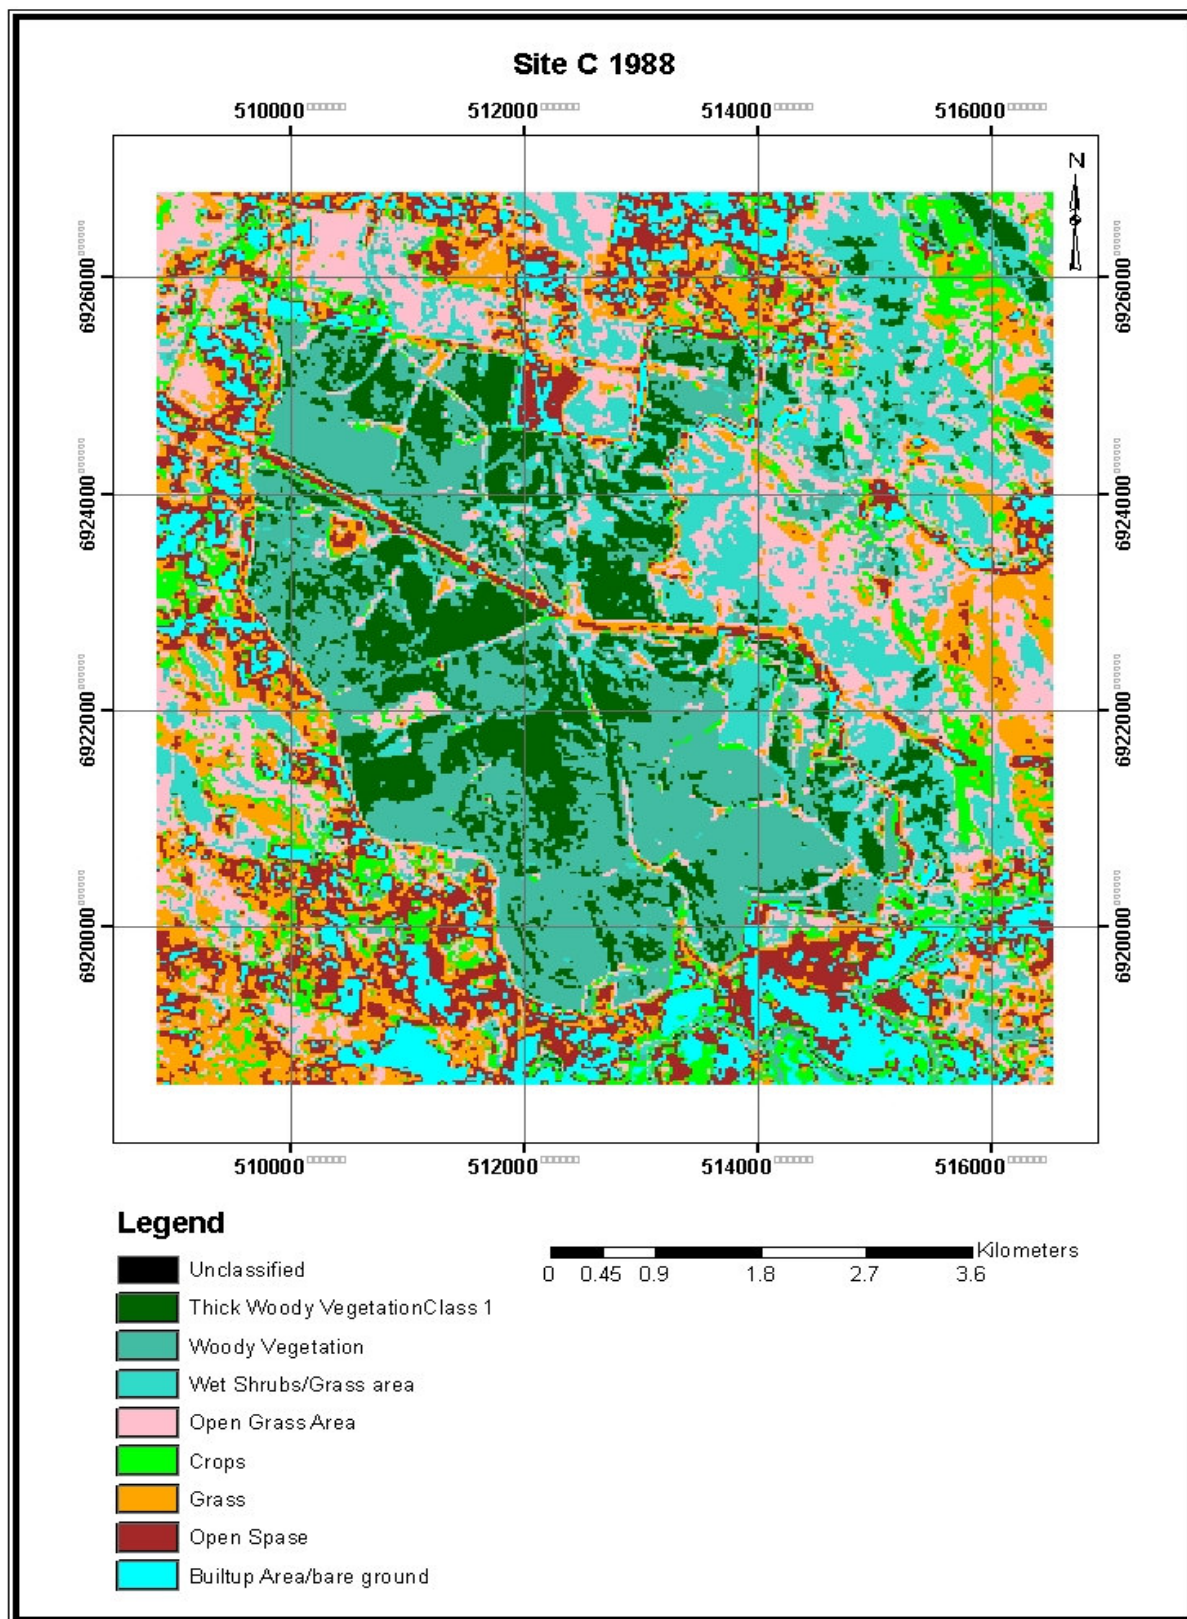 Site C 1988
510000 512000 514000 516000
N
6926000 6926000
6924000 6924000
6922000 6922000
6920000 6920000
510000 512000 514000 516000
Legend
Unclassified
Thick Woody VegetationClass 1
Woody Vegetation
Wet Shrubs/Grass area
Open Grass Area
Crops
Grass
Open Spase
Builtup Area/bare ground
Kilometers
0 0.45 0.9 1.8 2.7 3.6